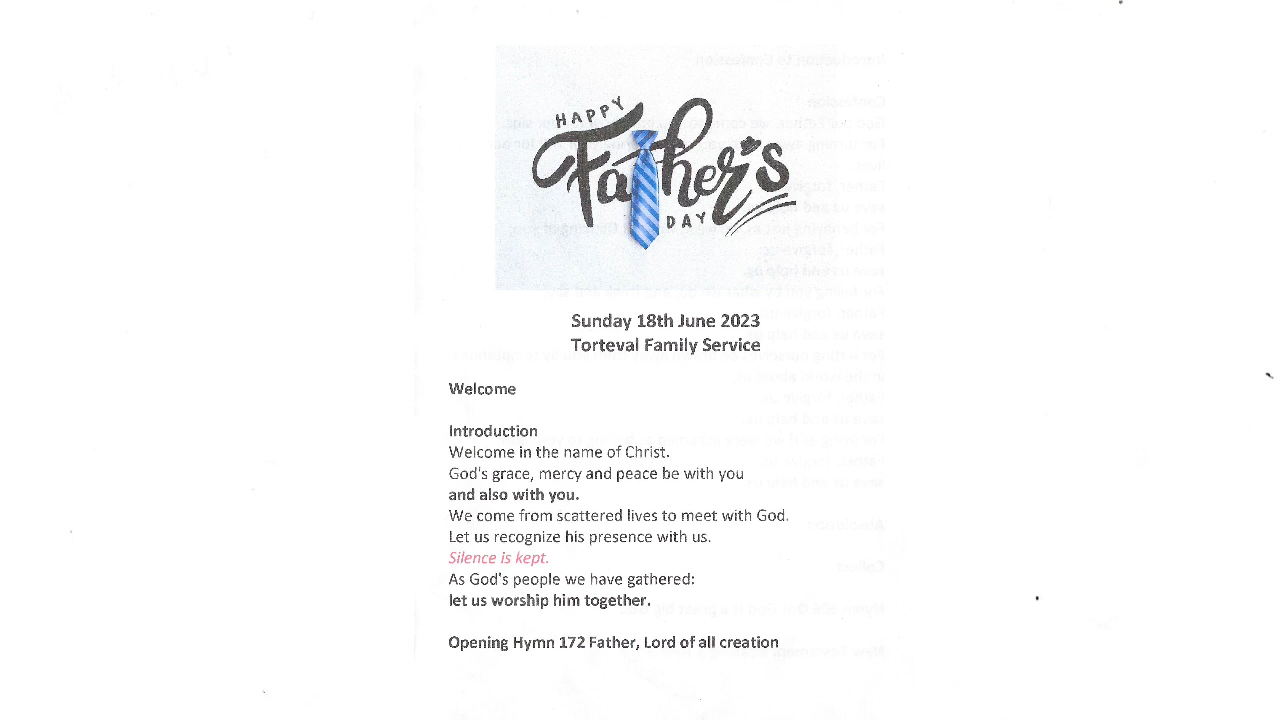 HAPPY
Father's
DAY
Sunday 18th June 2023
Torteval Family Service
Welcome
Introduction
Welcome in the name of Christ.
God's grace, mercy and peace be with you
and also with you.
We come from scattered lives to meet with God.
Let us recognize his presence with us.
Silence is kept.
As God's people we have gathered:
let us worship him together.
Opening Hymn 172 Father, Lord of all creation